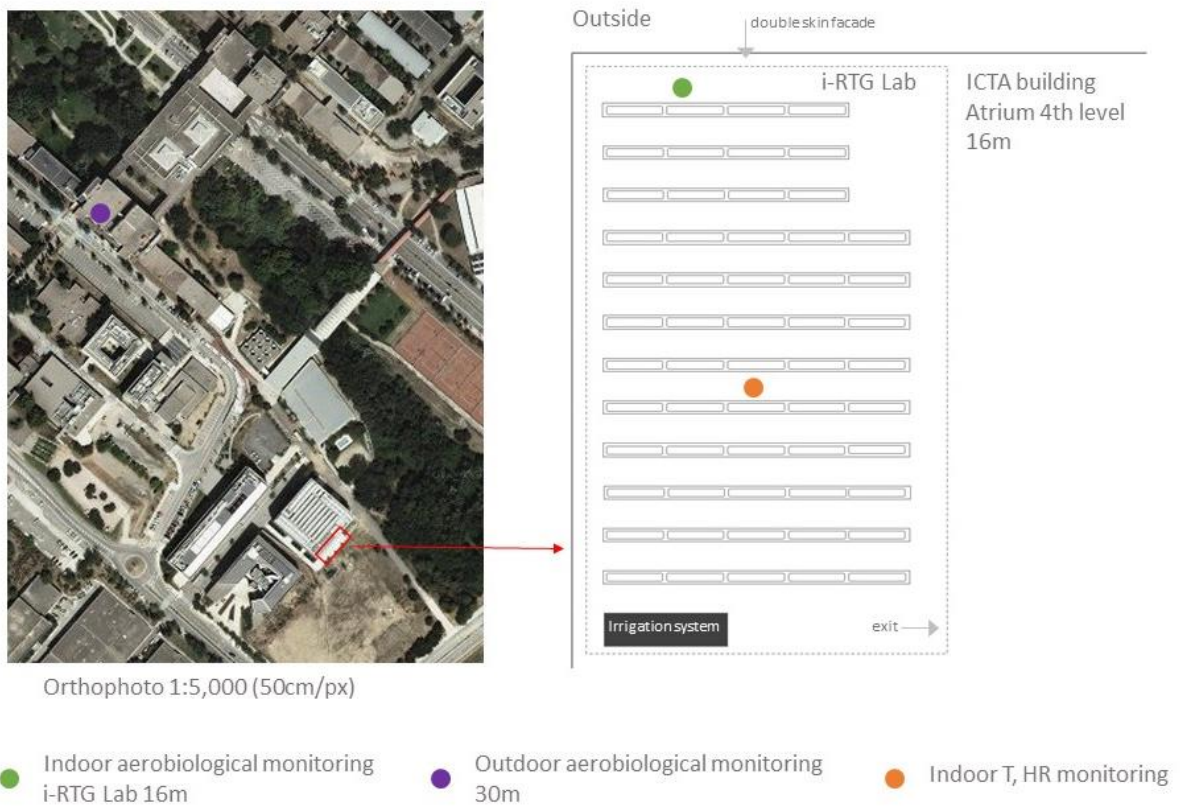 Outside
double skin facade
i-RTG Lab
ICTA building
Atrium 4th level
16m
Irrigation system
exit
Orthophoto 1:5,000 (50cm/px)
Indoor aerobiological monitoring
i-RTG Lab 16m
Outdoor aerobiological monitoring
30m
Indoor T, HR monitoring